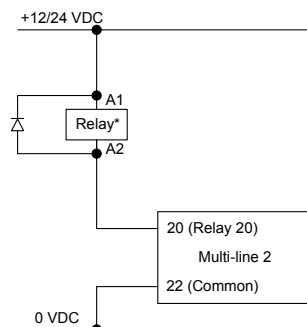 +12/24 VDC
A1
Relay*
A2
20 (Relay 20)
Multi-line 2
22 (Common)
0 VDC